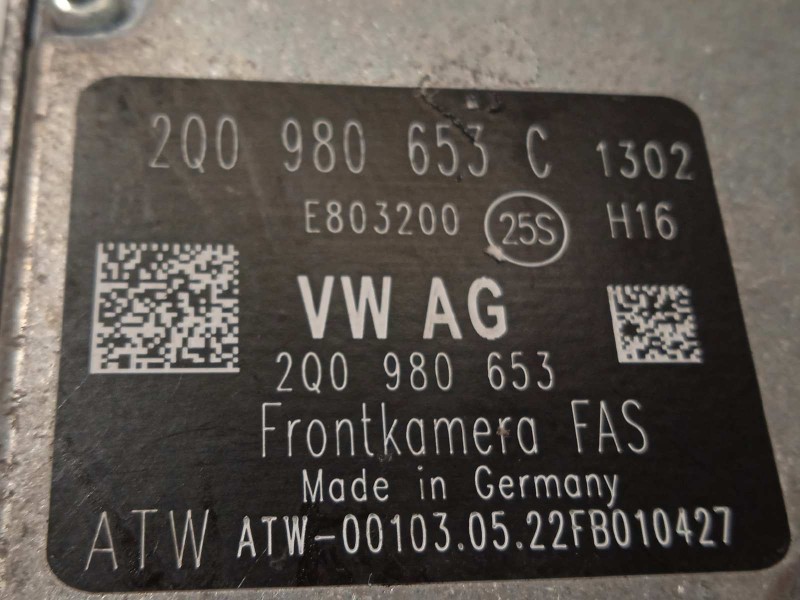 2Q0 980 653 C 1302
E803200 25S H16
VW AG
2Q0 980 653
Frontkamera FAS
Made in Germany
ATW ATW-00103.05.22FB010427